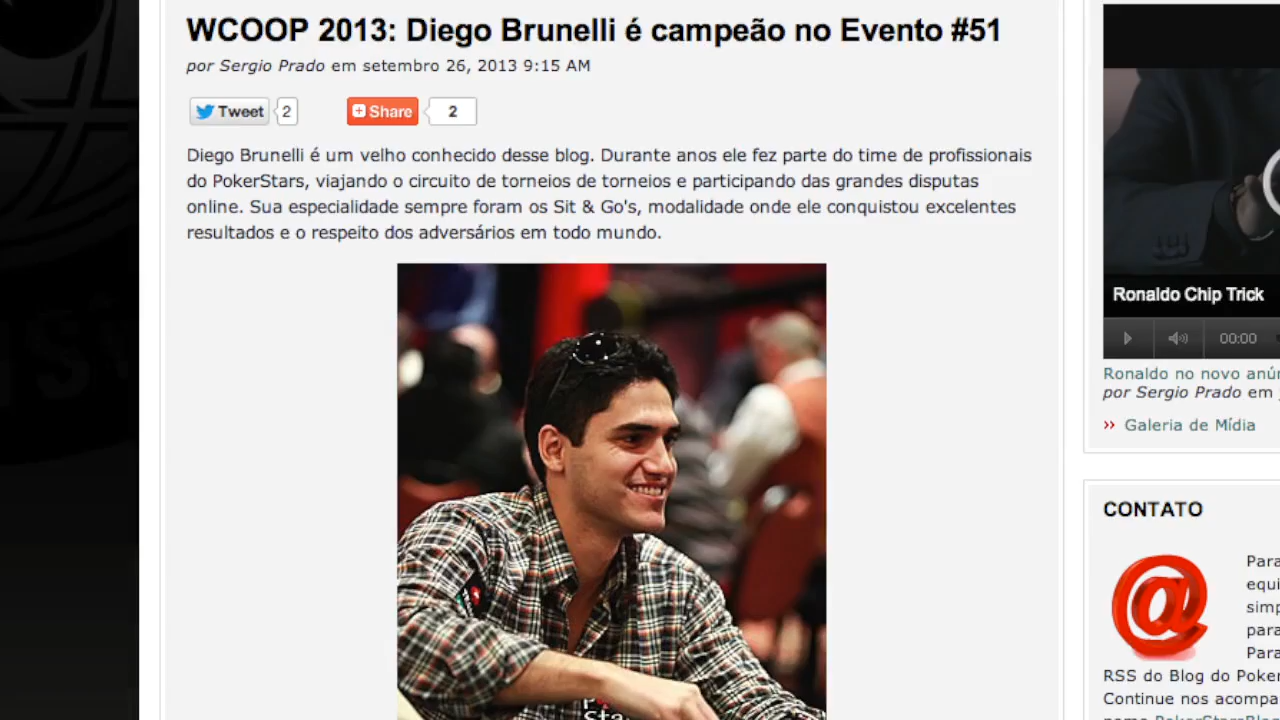 WCOOP 2013: Diego Brunelli é campeão no Evento #51
por Sergio Prado em setembro 26, 2013 9:15 AM
Tweet 2 Share 2
Diego Brunelli é um velho conhecido desse blog. Durante anos ele fez parte do time de profissionais
do PokerStars, viajando o circuito de torneios de torneios e participando das grandes disputas
online. Sua especialidade sempre foram os Sit & Go's, modalidade onde ele conquistou excelentes
resultados e o respeito dos adversários em todo mundo.
Ronaldo Chip Trick
00:00
Ronaldo no novo anún
por Sergio Prado em
›› Galeria de Mídia
CONTATO
@
Para
equi
simp
para
Para
RSS do Blog do Poker
Continue nos acompa